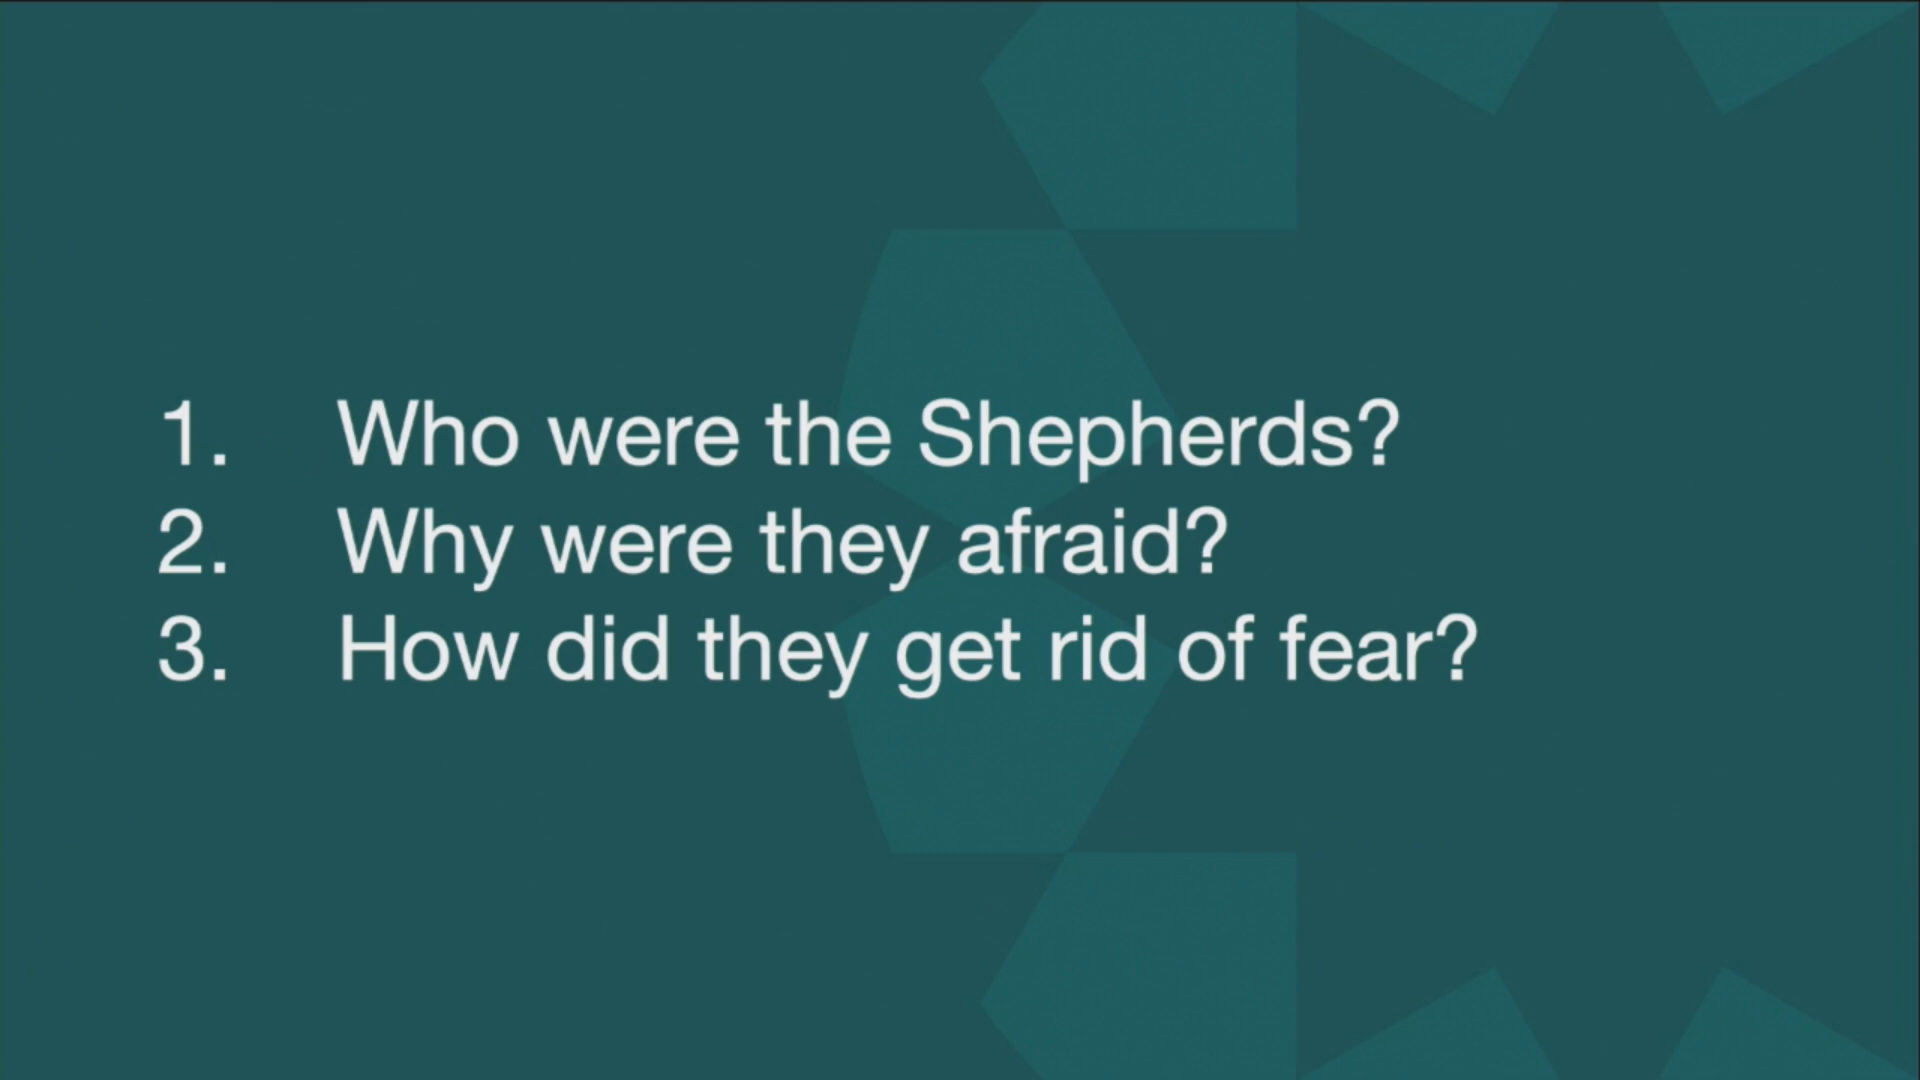 1. Who were the Shepherds?
2. Why were they afraid?
3. How did they get rid of fear?